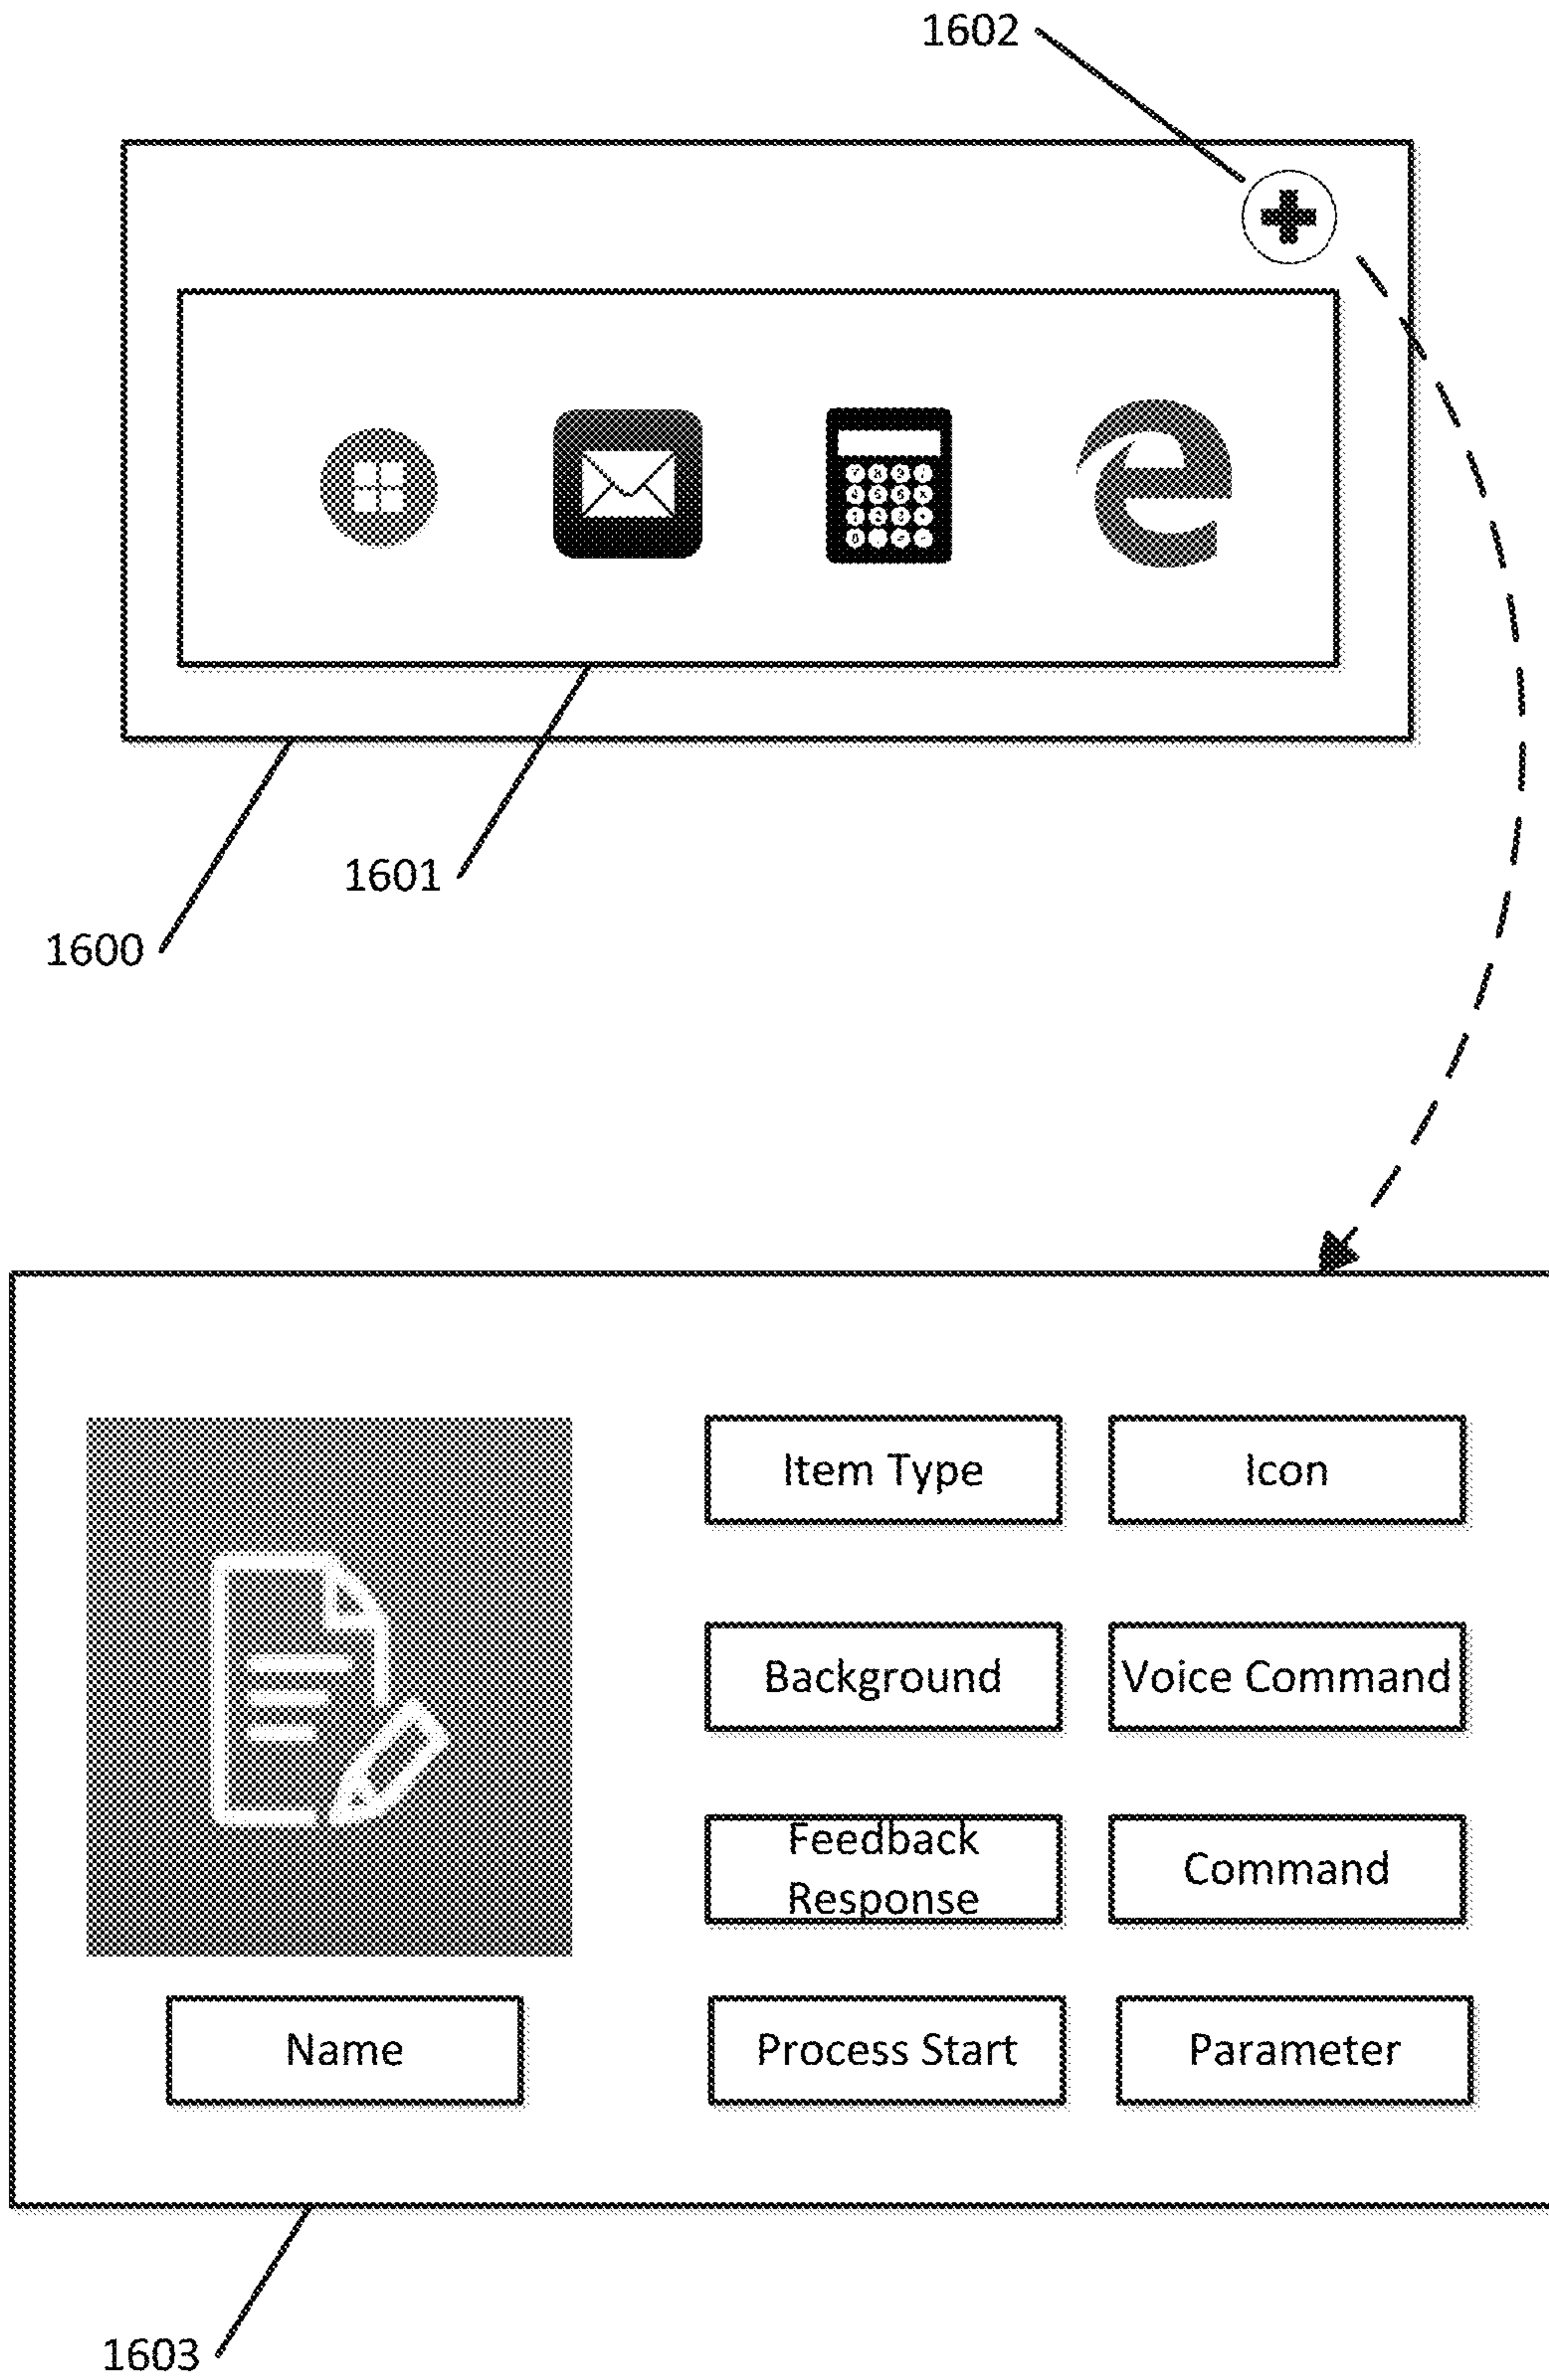 1602
1601
1600
Item Type
Icon
Background
Voice Command
Feedback
Response
Command
Name
Process Start
Parameter
1603